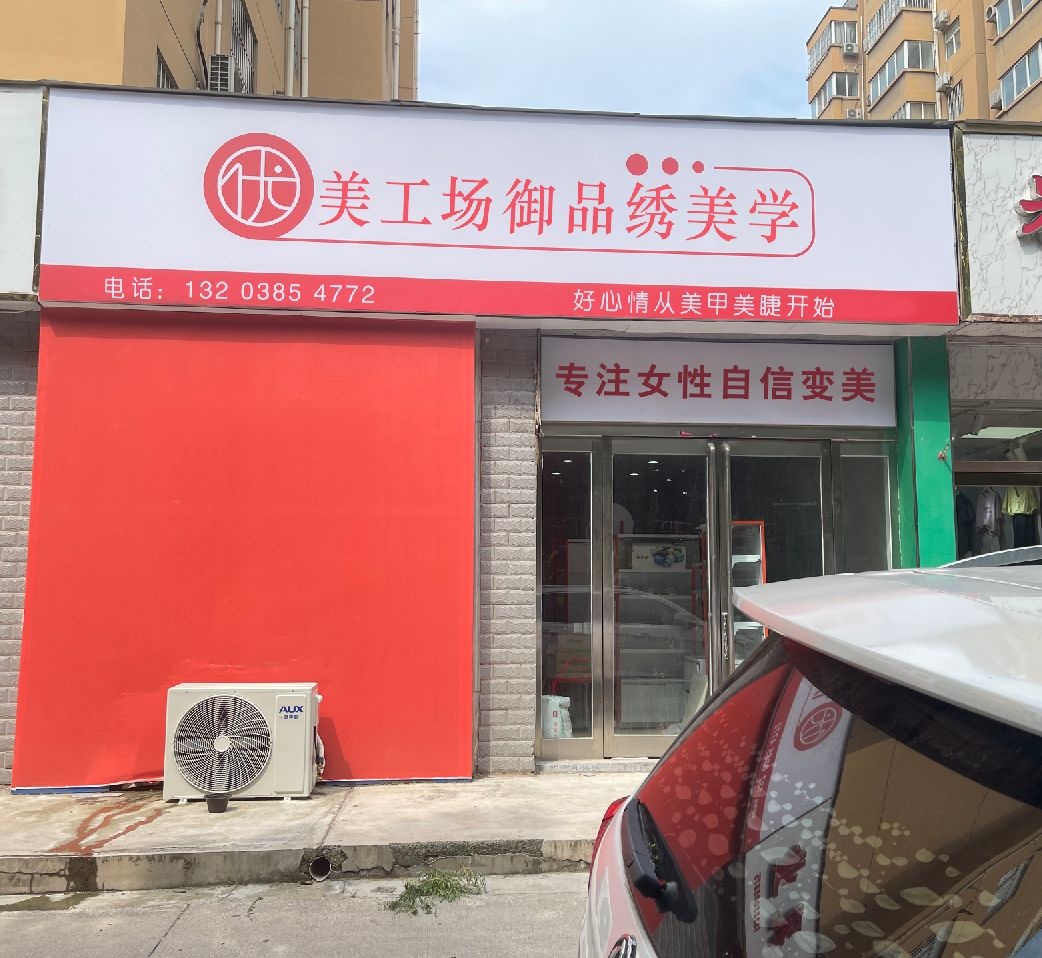 优美工场御品绣美学
电话：132 0385 4772
好心情从美甲美睫开始
专注女性自信变美
AUX